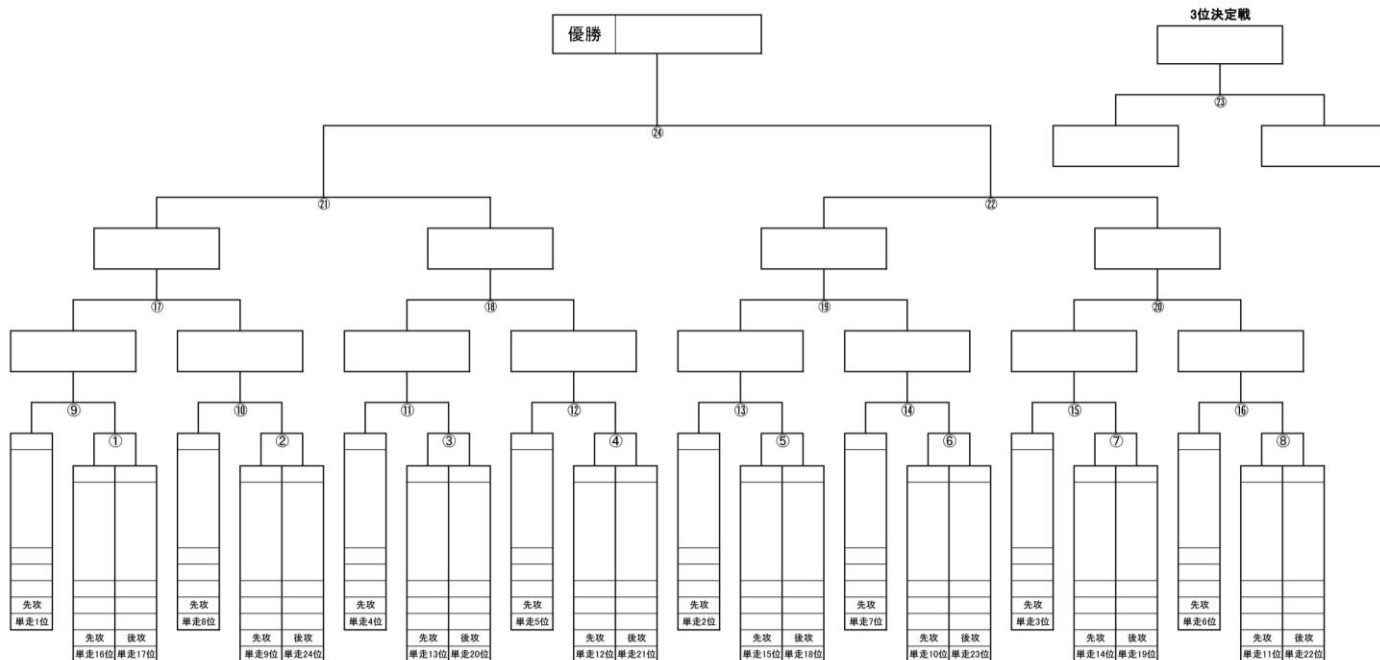 3位決定戦
優勝
㉓
㉔
㉑ ㉒
⑰ ⑱ ⑲ ⑳
⑨ ⑩ ⑪ ⑫ ⑬ ⑭ ⑮ ⑯
① ② ③ ④ ⑤ ⑥ ⑦ ⑧
先攻 先攻 先攻 先攻 先攻 先攻 先攻 先攻
単走1位 単走8位 単走4位 単走5位 単走2位 単走7位 単走3位 単走6位
先攻 後攻 先攻 後攻 先攻 後攻 先攻 後攻 先攻 後攻 先攻 後攻 先攻 後攻 先攻 後攻
単走16位 単走17位 単走9位 単走24位 単走13位 単走20位 単走12位 単走21位 単走15位 単走18位 単走10位 単走23位 単走14位 単走19位 単走11位 単走22位